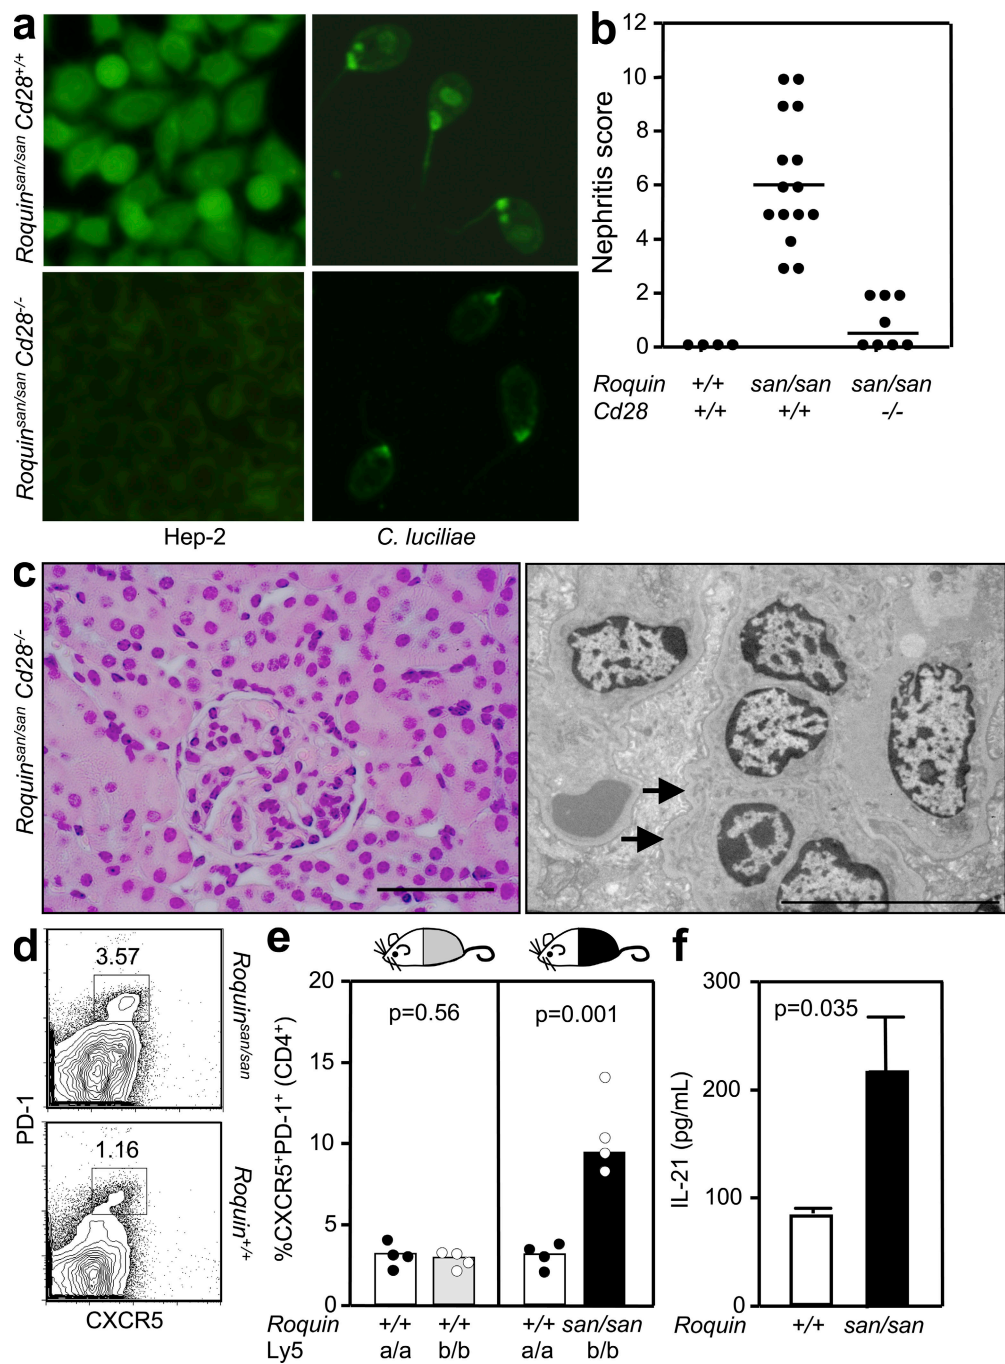 a
Roquin^san/san Cd28^+/+
Roquin^san/san Cd28^-/-
Hep-2
C. luciliae
b
Nephritis score
12
10
8
6
4
2
0
Roquin +/+ san/san san/san
Cd28 +/+ +/+ -/-
c
Roquin^san/san Cd28^-/-
d
3.57
Roquin^san/san
1.16
Roquin^+/+
PD-1
CXCR5
e
%CXCR5^+PD-1^+ (CD4^+)
20
15
10
5
0
p=0.56
p=0.001
Roquin +/+ +/+ +/+ san/san
Ly5 a/a b/b a/a b/b
f
IL-21 (pg/mL)
300
200
100
0
p=0.035
Roquin +/+ san/san